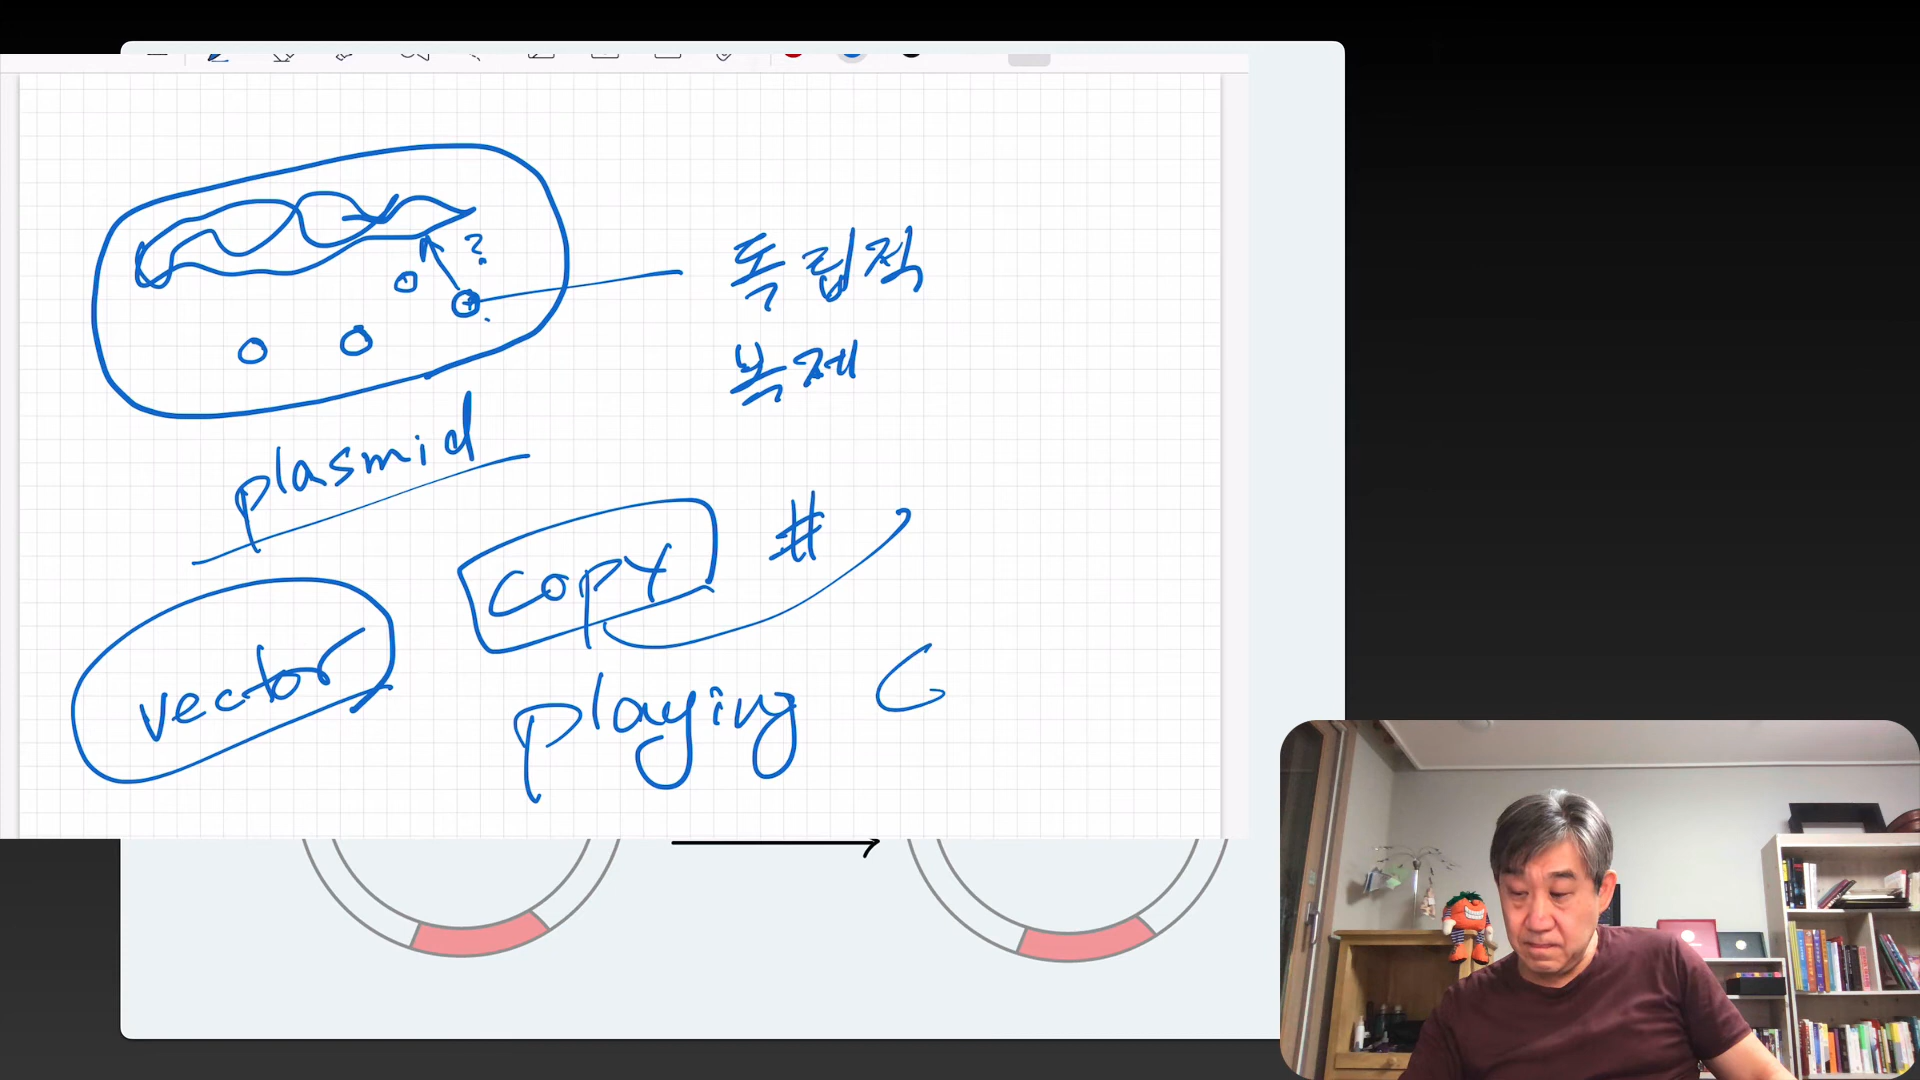 ?
독립적
복제
plasmid
copy #
vector
playing C